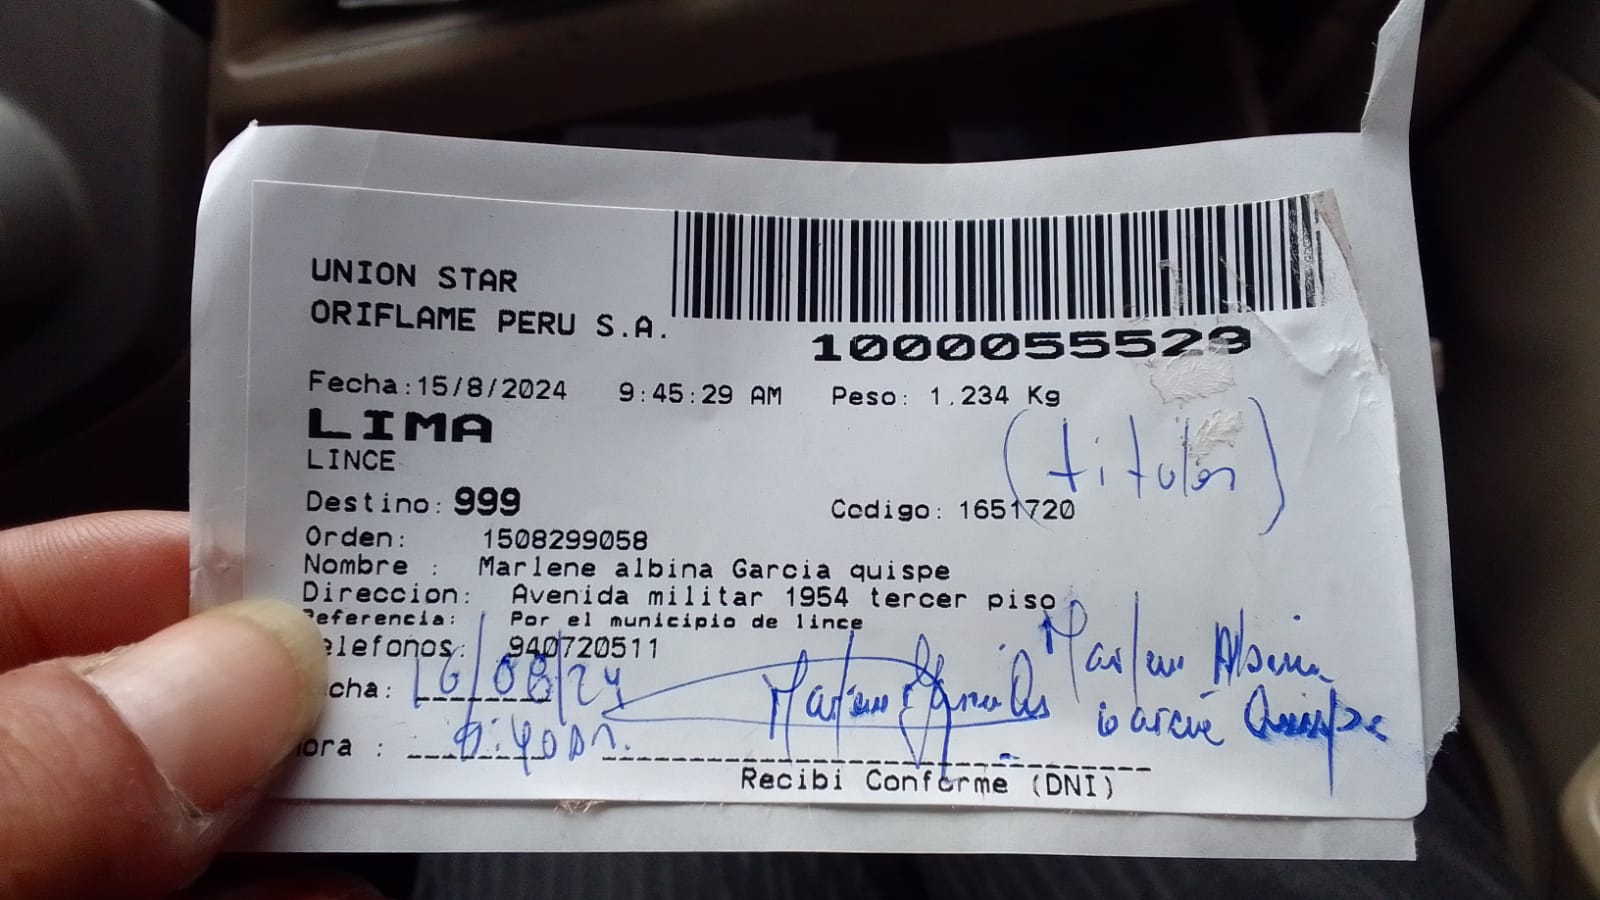 UNION STAR
ORIFLAME PERU S.A.
1000055529
Fecha:15/8/2024 9:45:29 AM Peso: 1.234 Kg
LIMA
(titular)
LINCE
Destino: 999 Codigo: 1651720
Orden: 1508299058
Nombre : Marlene albina Garcia quispe
Direccion: Avenida militar 1954 tercer piso
Referencia: Por el municipio de lince
elefonos: 940720511
cha: 16/08/24
Marlene Albina
Garcia Quispe
ora :
Recibi Conforme (DNI)